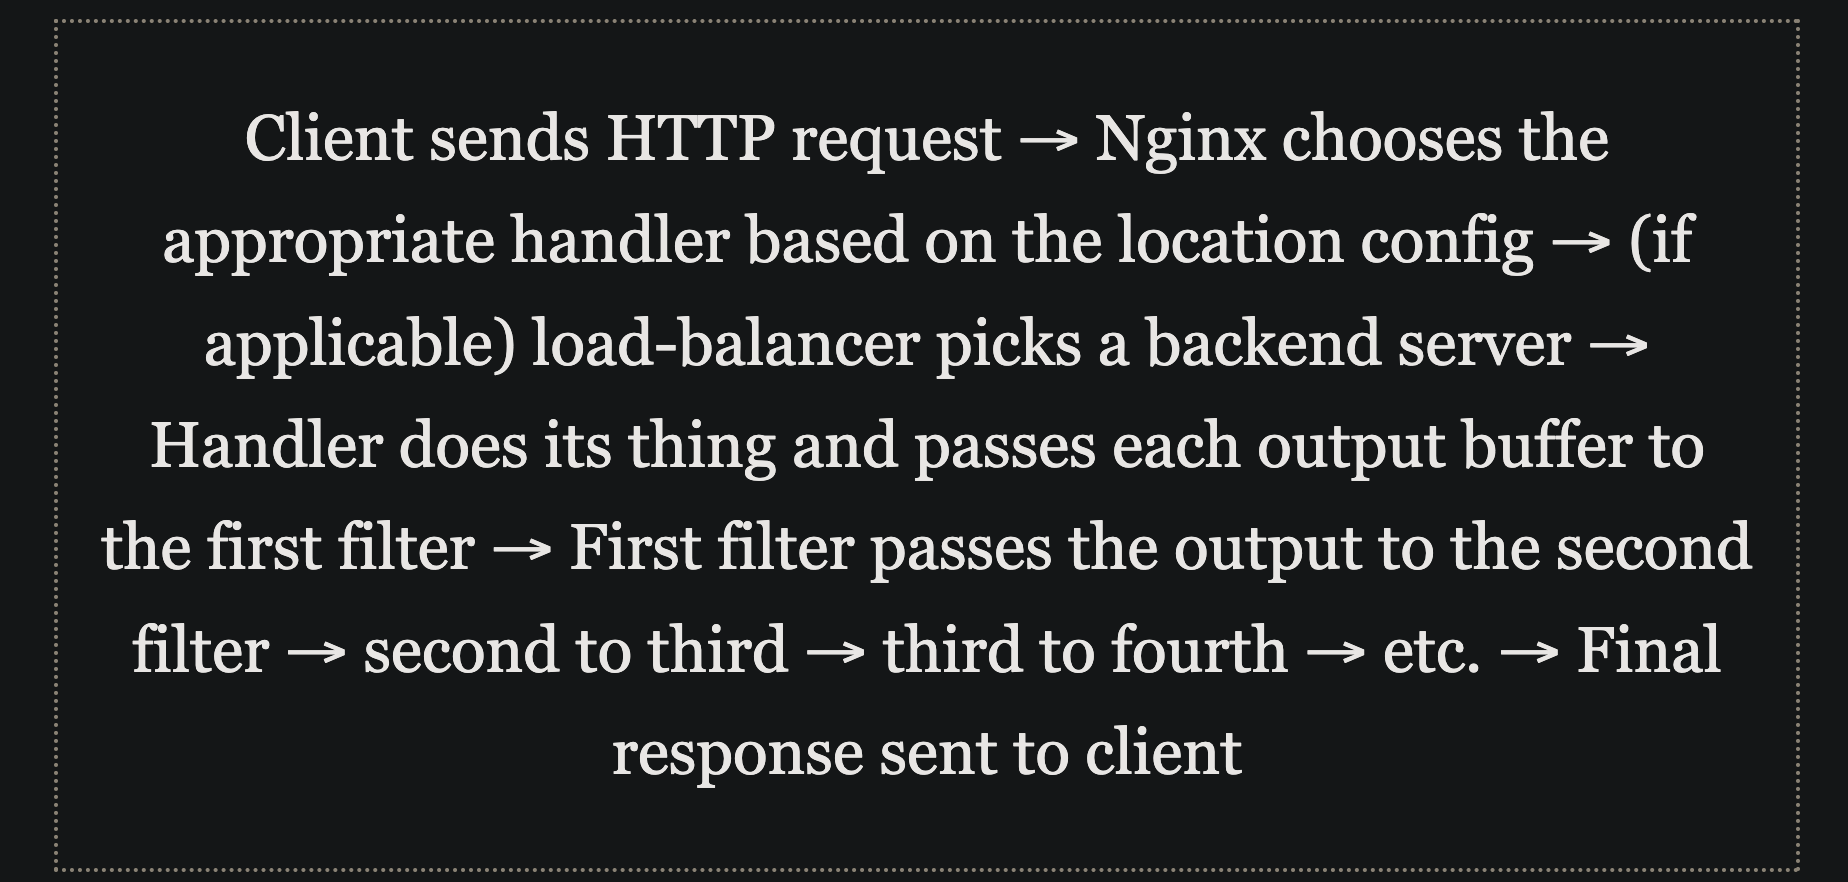 Client sends HTTP request → Nginx chooses the
appropriate handler based on the location config → (if
applicable) load-balancer picks a backend server →
Handler does its thing and passes each output buffer to
the first filter → First filter passes the output to the second
filter → second to third → third to fourth → etc. → Final
response sent to client